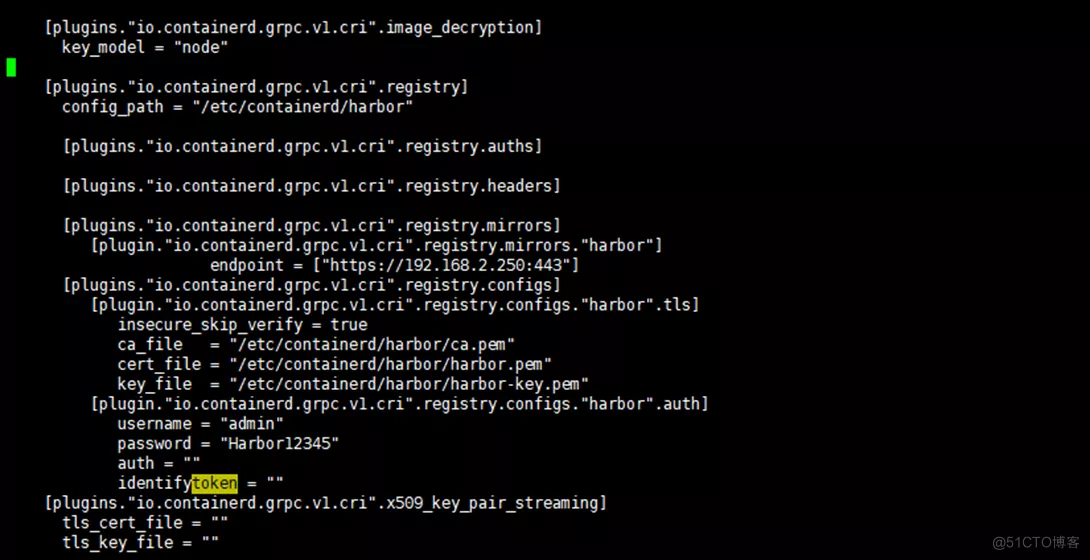 [plugins."io.containerd.grpc.v1.cri".image_decryption]
key_model = "node"
[plugins."io.containerd.grpc.v1.cri".registry]
config_path = "/etc/containerd/harbor"
[plugins."io.containerd.grpc.v1.cri".registry.auths]
[plugins."io.containerd.grpc.v1.cri".registry.headers]
[plugins."io.containerd.grpc.v1.cri".registry.mirrors]
[plugin."io.containerd.grpc.v1.cri".registry.mirrors."harbor"]
endpoint = ["https://192.168.2.250:443"]
[plugins."io.containerd.grpc.v1.cri".registry.configs]
[plugin."io.containerd.grpc.v1.cri".registry.configs."harbor".tls]
insecure_skip_verify = true
ca_file = "/etc/containerd/harbor/ca.pem"
cert_file = "/etc/containerd/harbor/harbor.pem"
key_file = "/etc/containerd/harbor/harbor-key.pem"
[plugin."io.containerd.grpc.v1.cri".registry.configs."harbor".auth]
username = "admin"
password = "Harbor12345"
auth = ""
identifytoken = ""
[plugins."io.containerd.grpc.v1.cri".x509_key_pair_streaming]
tls_cert_file = ""
tls_key_file = ""
@51CTO博客